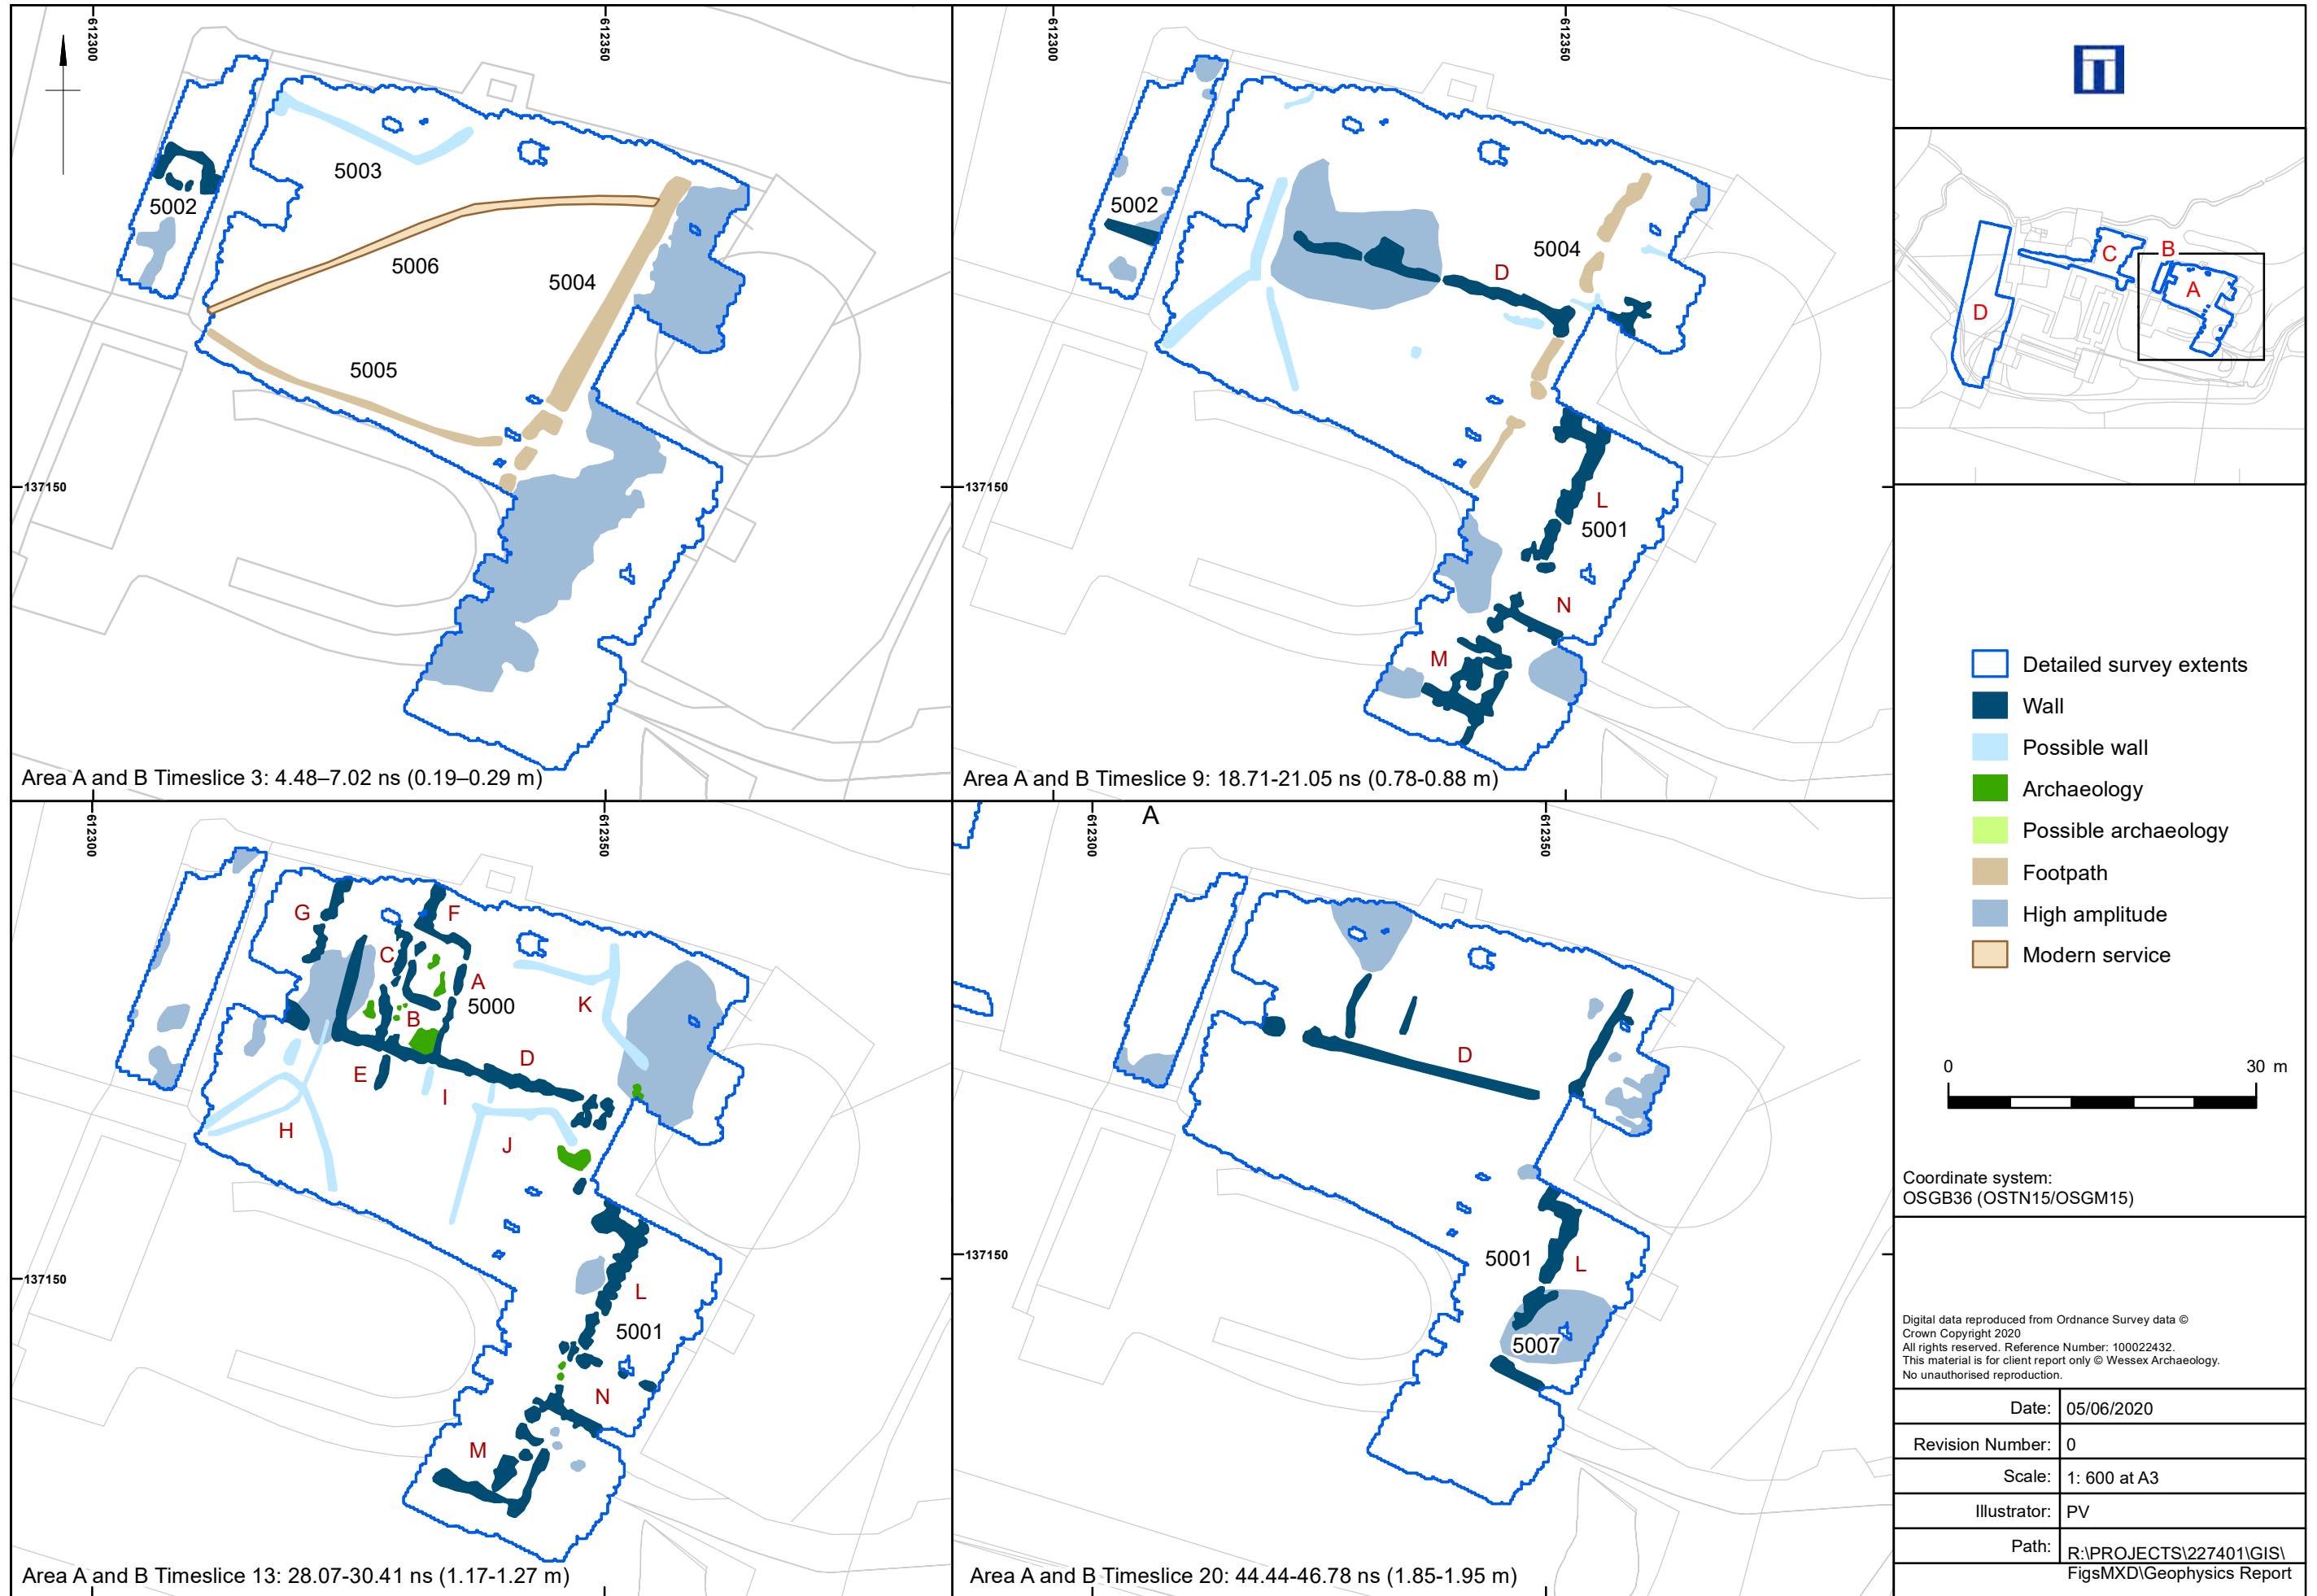 612300
612350
5003
5002
5006
5004
5005
137150
Area A and B Timeslice 3: 4.48–7.02 ns (0.19–0.29 m)
612300
612350
5002
5004
D
L
5001
N
M
137150
Area A and B Timeslice 9: 18.71-21.05 ns (0.78-0.88 m)
612300
612350
G
F
C
A
5000
K
B
D
E
I
H
J
137150
L
5001
N
M
Area A and B Timeslice 13: 28.07-30.41 ns (1.17-1.27 m)
A
612300
612350
D
137150
5001
L
5007
Area A and B Timeslice 20: 44.44-46.78 ns (1.85-1.95 m)
C
B
A
D
Detailed survey extents
Wall
Possible wall
Archaeology
Possible archaeology
Footpath
High amplitude
Modern service
0 30 m
Coordinate system:
OSGB36 (OSTN15/OSGM15)
Digital data reproduced from Ordnance Survey data ©
Crown Copyright 2020
All rights reserved. Reference Number: 100022432.
This material is for client report only © Wessex Archaeology.
No unauthorised reproduction.
Date: 05/06/2020
Revision Number: 0
Scale: 1: 600 at A3
Illustrator: PV
Path: R:\PROJECTS\227401\GIS\
FigsMXD\Geophysics Report